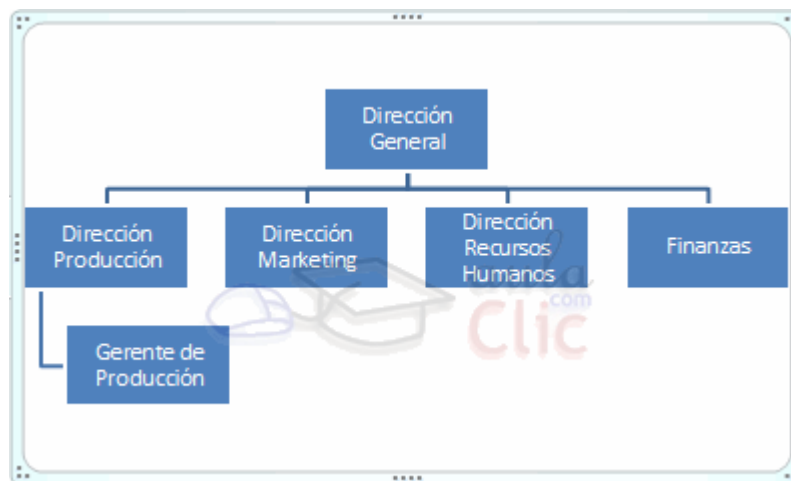 Dirección
General
Dirección
Producción
Dirección
Marketing
Dirección
Recursos
Humanos
Finanzas
Gerente de
Producción
aula
.com
Clic